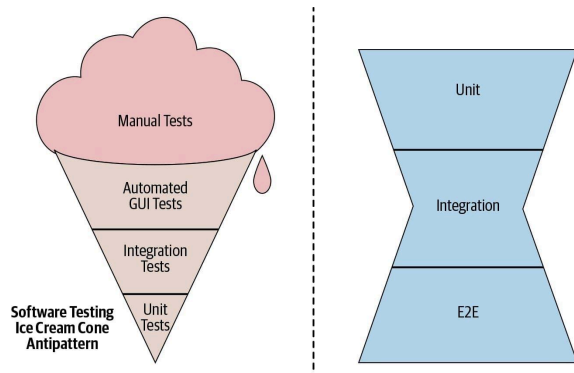 Manual Tests
Automated
GUI Tests
Integration
Tests
Unit
Tests
Software Testing
Ice Cream Cone
Antipattern
Unit
Integration
E2E